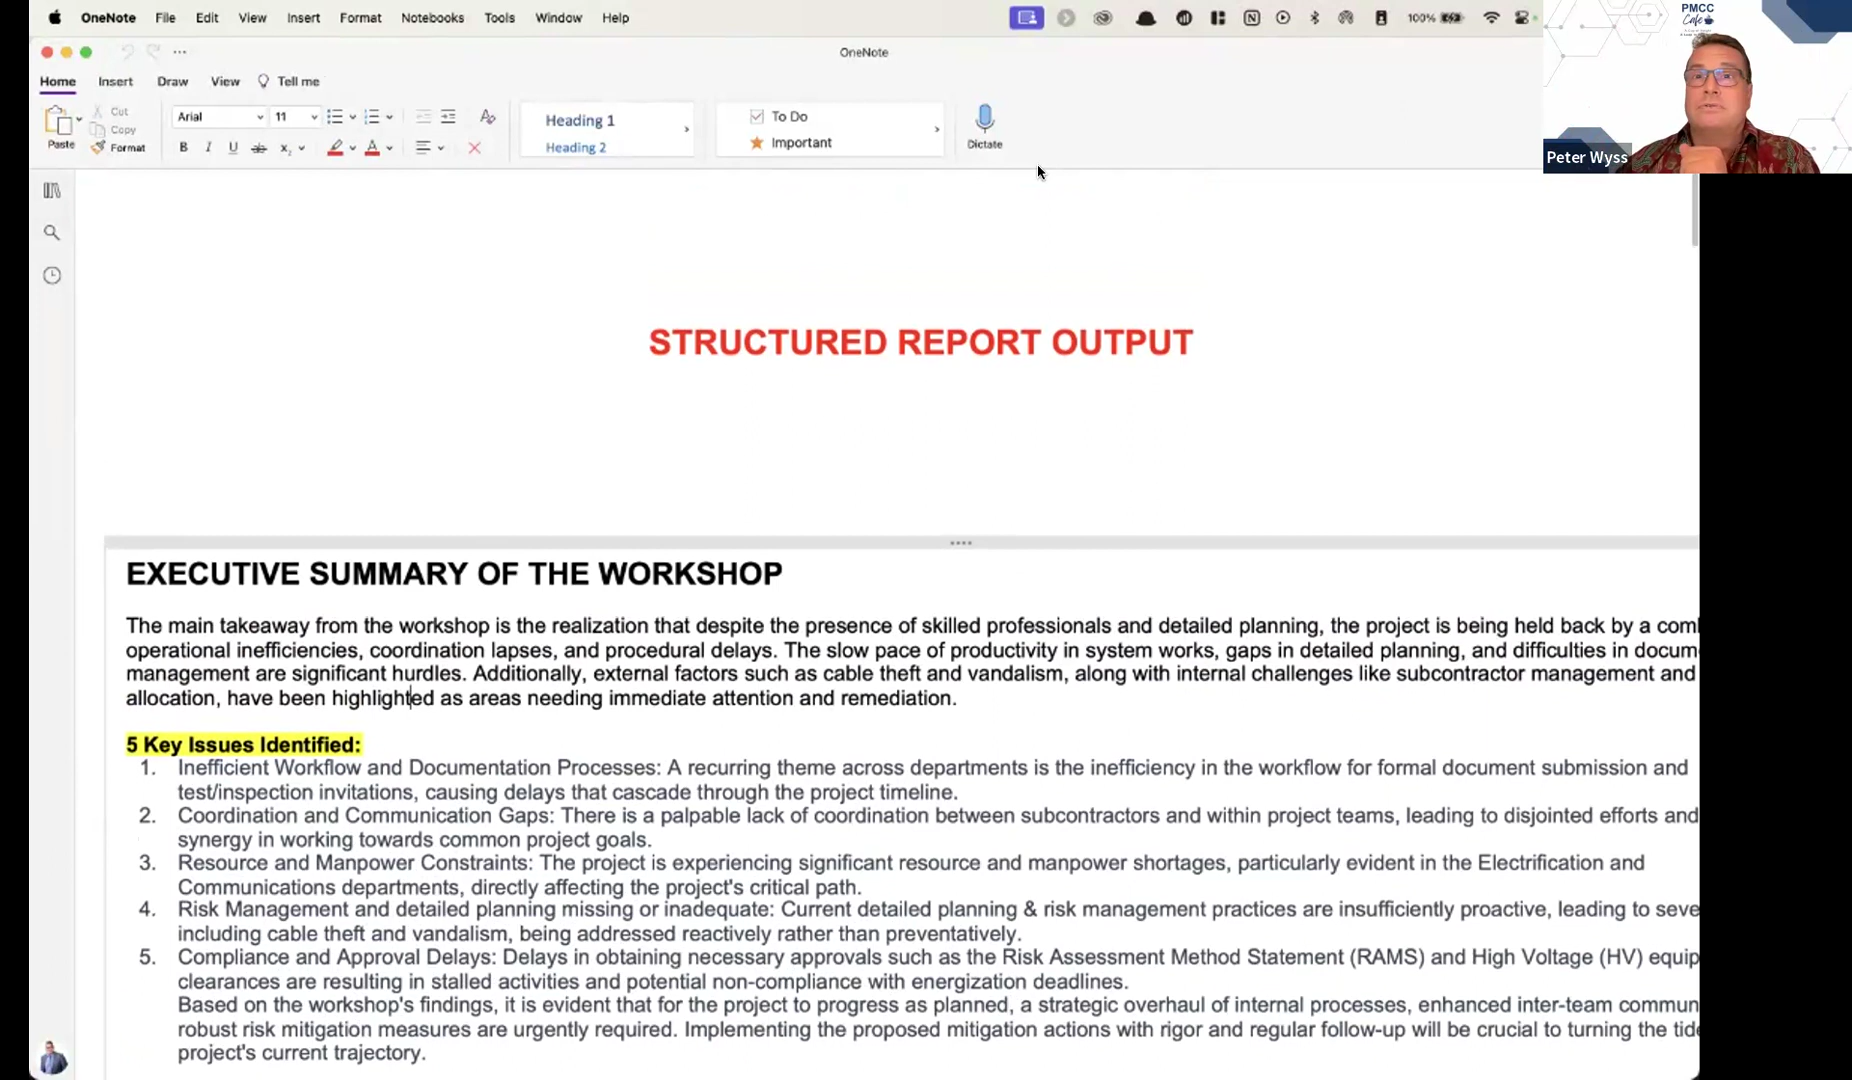 OneNote File Edit View Insert Format Notebooks Tools Window Help 100%
PMCC
Cafe
OneNote
Home Insert Draw View Tell me
Paste Cut Copy Format
Arial 11
B I U ab x
Heading 1
Heading 2
To Do
Important
Dictate
Peter Wyss
STRUCTURED REPORT OUTPUT
EXECUTIVE SUMMARY OF THE WORKSHOP
The main takeaway from the workshop is the realization that despite the presence of skilled professionals and detailed planning, the project is being held back by a
operational inefficiencies, coordination lapses, and procedural delays. The slow pace of productivity in system works, gaps in detailed planning, and difficulties in
management are significant hurdles. Additionally, external factors such as cable theft and vandalism, along with internal challenges like subcontractor management and
allocation, have been highlighted as areas needing immediate attention and remediation.
5 Key Issues Identified:
1. Inefficient Workflow and Documentation Processes: A recurring theme across departments is the inefficiency in the workflow for formal document submission and
test/inspection invitations, causing delays that cascade through the project timeline.
2. Coordination and Communication Gaps: There is a palpable lack of coordination between subcontractors and within project teams, leading to disjointed efforts and
synergy in working towards common project goals.
3. Resource and Manpower Constraints: The project is experiencing significant resource and manpower shortages, particularly evident in the Electrification and
Communications departments, directly affecting the project's critical path.
4. Risk Management and detailed planning missing or inadequate: Current detailed planning & risk management practices are insufficiently proactive, leading to
including cable theft and vandalism, being addressed reactively rather than preventatively.
5. Compliance and Approval Delays: Delays in obtaining necessary approvals such as the Risk Assessment Method Statement (RAMS) and High Voltage (HV)
clearances are resulting in stalled activities and potential non-compliance with energization deadlines.
Based on the workshop's findings, it is evident that for the project to progress as planned, a strategic overhaul of internal processes, enhanced inter-team
robust risk mitigation measures are urgently required. Implementing the proposed mitigation actions with rigor and regular follow-up will be crucial to turning the
project's current trajectory.